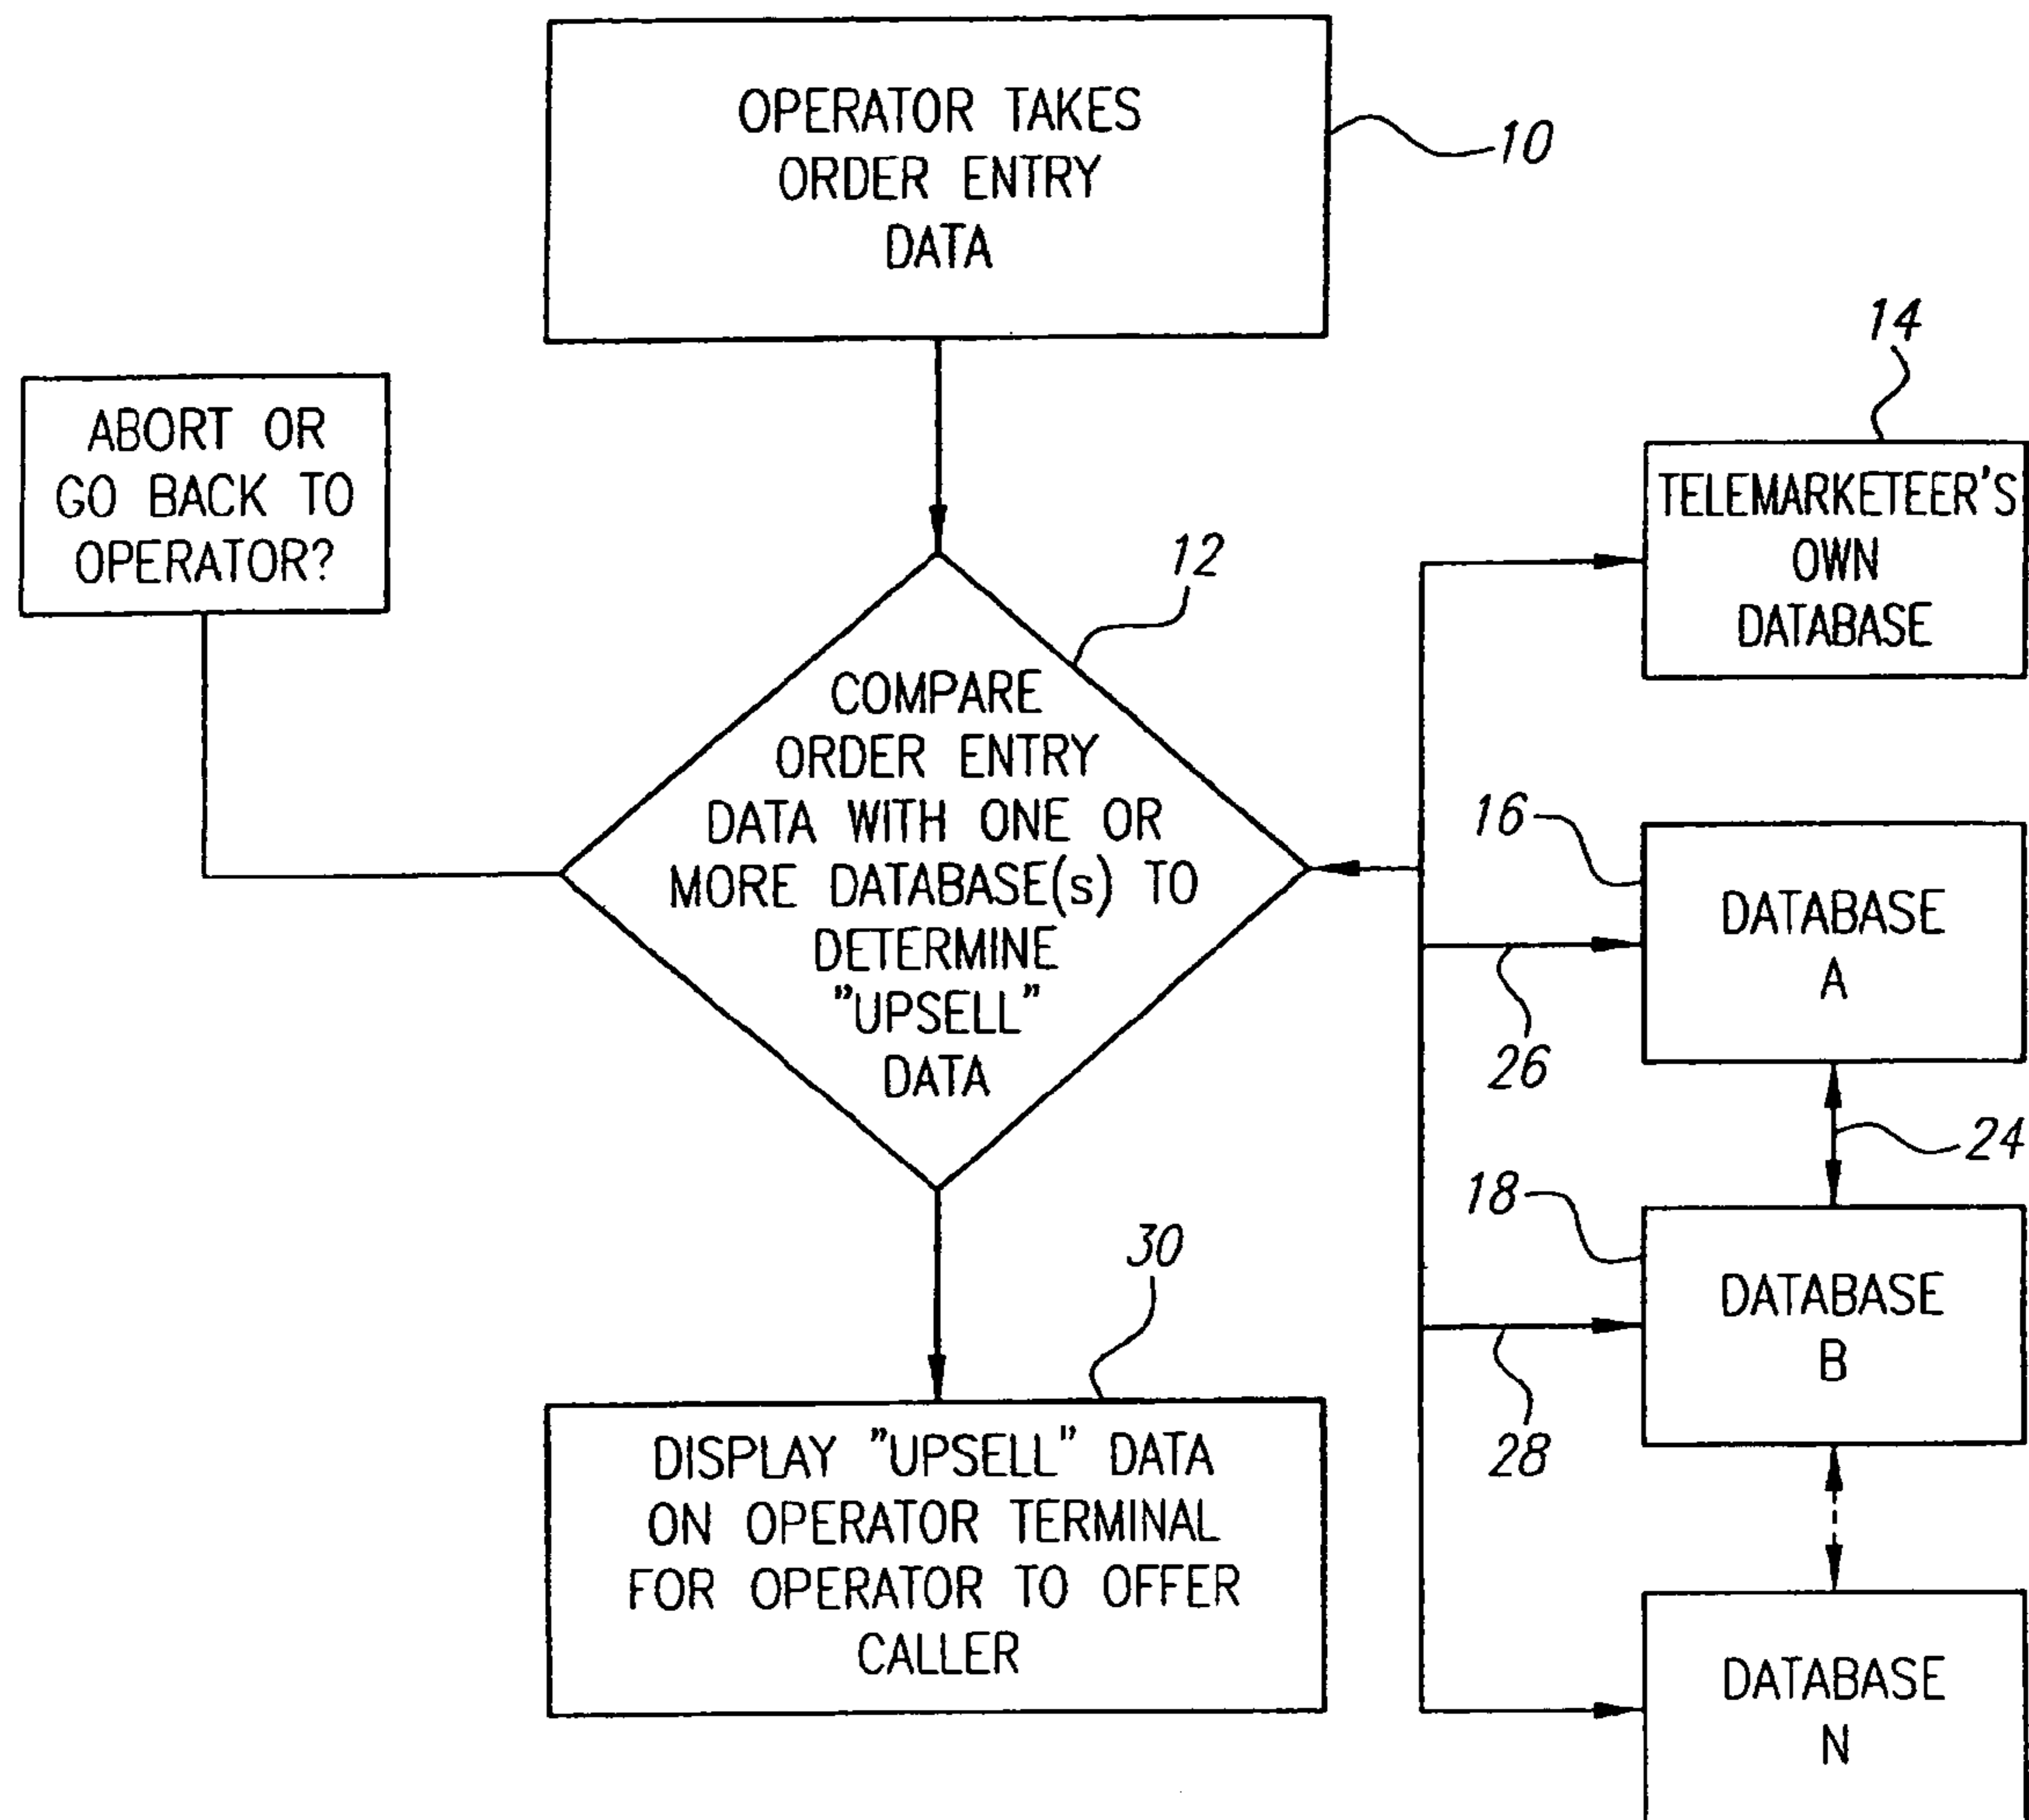 OPERATOR TAKES
ORDER ENTRY
DATA
10
ABORT OR
GO BACK TO
OPERATOR?
12
COMPARE
ORDER ENTRY
DATA WITH ONE OR
MORE DATABASE(s) TO
DETERMINE
"UPSELL"
DATA
14
TELEMARKETEER'S
OWN
DATABASE
16
DATABASE
A
26
24
18
DATABASE
B
28
30
DISPLAY "UPSELL" DATA
ON OPERATOR TERMINAL
FOR OPERATOR TO OFFER
CALLER
DATABASE
N